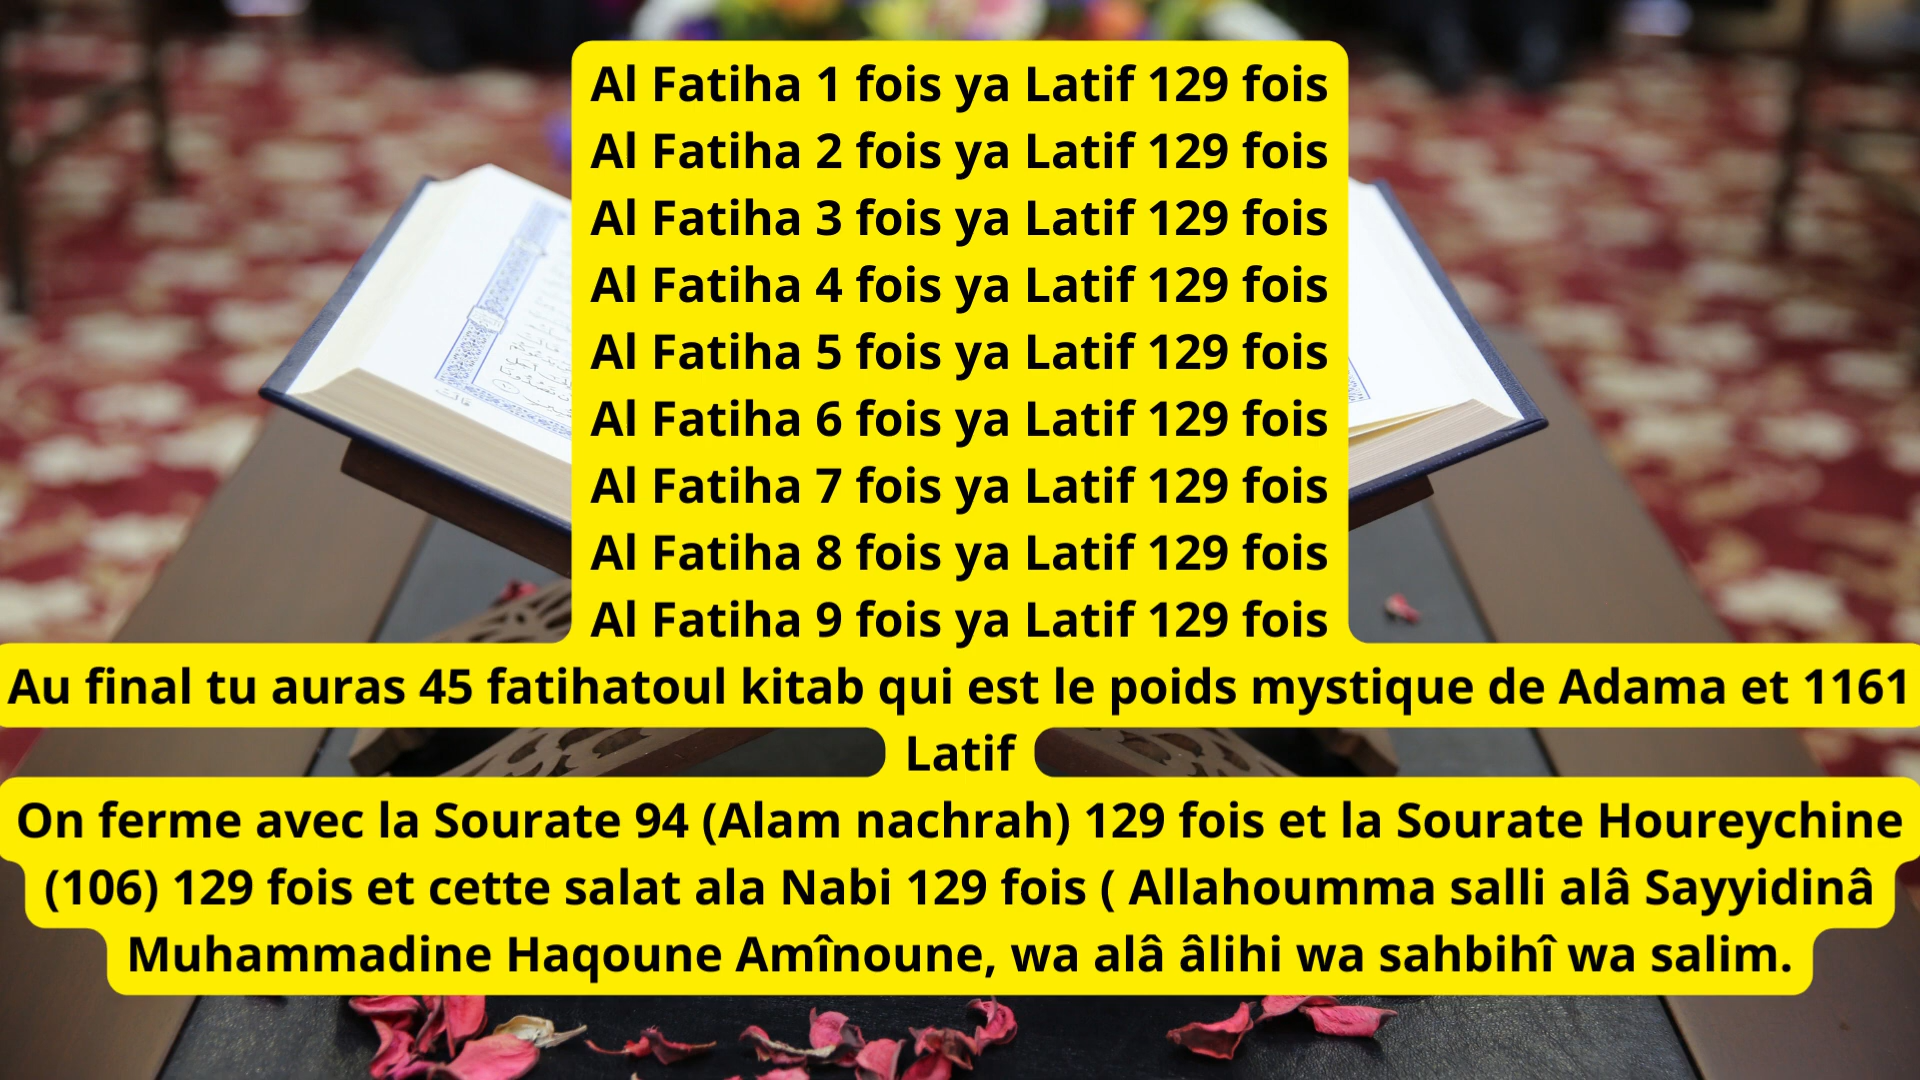 Al Fatiha 1 fois ya Latif 129 fois
Al Fatiha 2 fois ya Latif 129 fois
Al Fatiha 3 fois ya Latif 129 fois
Al Fatiha 4 fois ya Latif 129 fois
Al Fatiha 5 fois ya Latif 129 fois
Al Fatiha 6 fois ya Latif 129 fois
Al Fatiha 7 fois ya Latif 129 fois
Al Fatiha 8 fois ya Latif 129 fois
Al Fatiha 9 fois ya Latif 129 fois
Au final tu auras 45 fatihatoul kitab qui est le poids mystique de Adama et 1161
Latif
On ferme avec la Sourate 94 (Alam nachrah) 129 fois et la Sourate Houreychine
(106) 129 fois et cette salat ala Nabi 129 fois ( Allahoumma salli alâ Sayyidinâ
Muhammadine Haqoune Amînoune, wa alâ âlihi wa sahbihî wa salim.